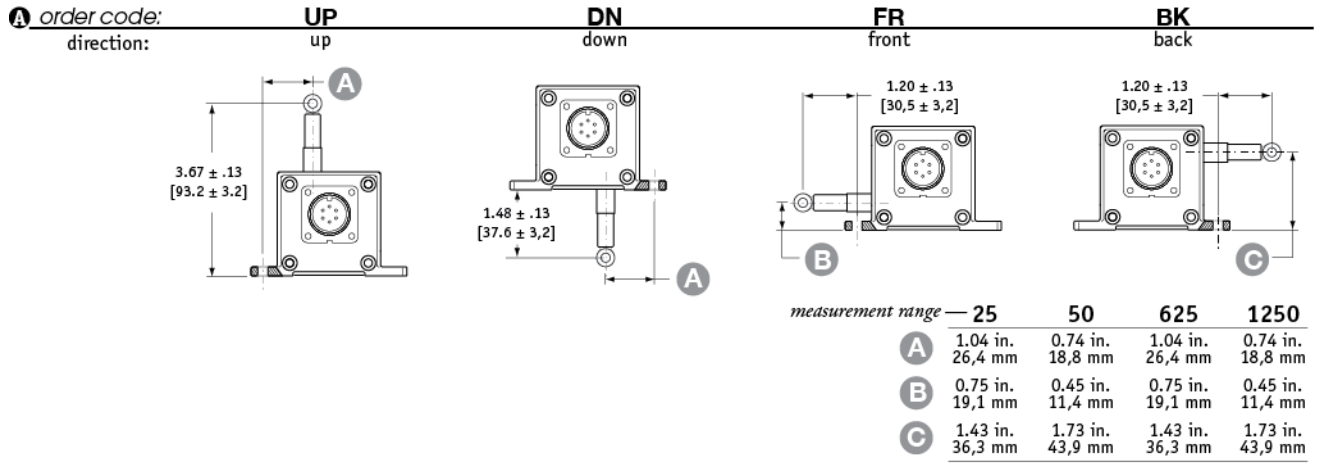 A order code: UP DN FR BK
direction: up down front back
A
1.20 ± .13 1.20 ± .13
[30,5 ± 3,2] [30,5 ± 3,2]
3.67 ± .13
[93.2 ± 3.2]
1.48 ± .13
[37.6 ± 3,2]
B C
A
measurement range — 25 50 625 1250
A 1.04 in. 0.74 in. 1.04 in. 0.74 in.
26,4 mm 18,8 mm 26,4 mm 18,8 mm
B 0.75 in. 0.45 in. 0.75 in. 0.45 in.
19,1 mm 11,4 mm 19,1 mm 11,4 mm
C 1.43 in. 1.73 in. 1.43 in. 1.73 in.
36,3 mm 43,9 mm 36,3 mm 43,9 mm